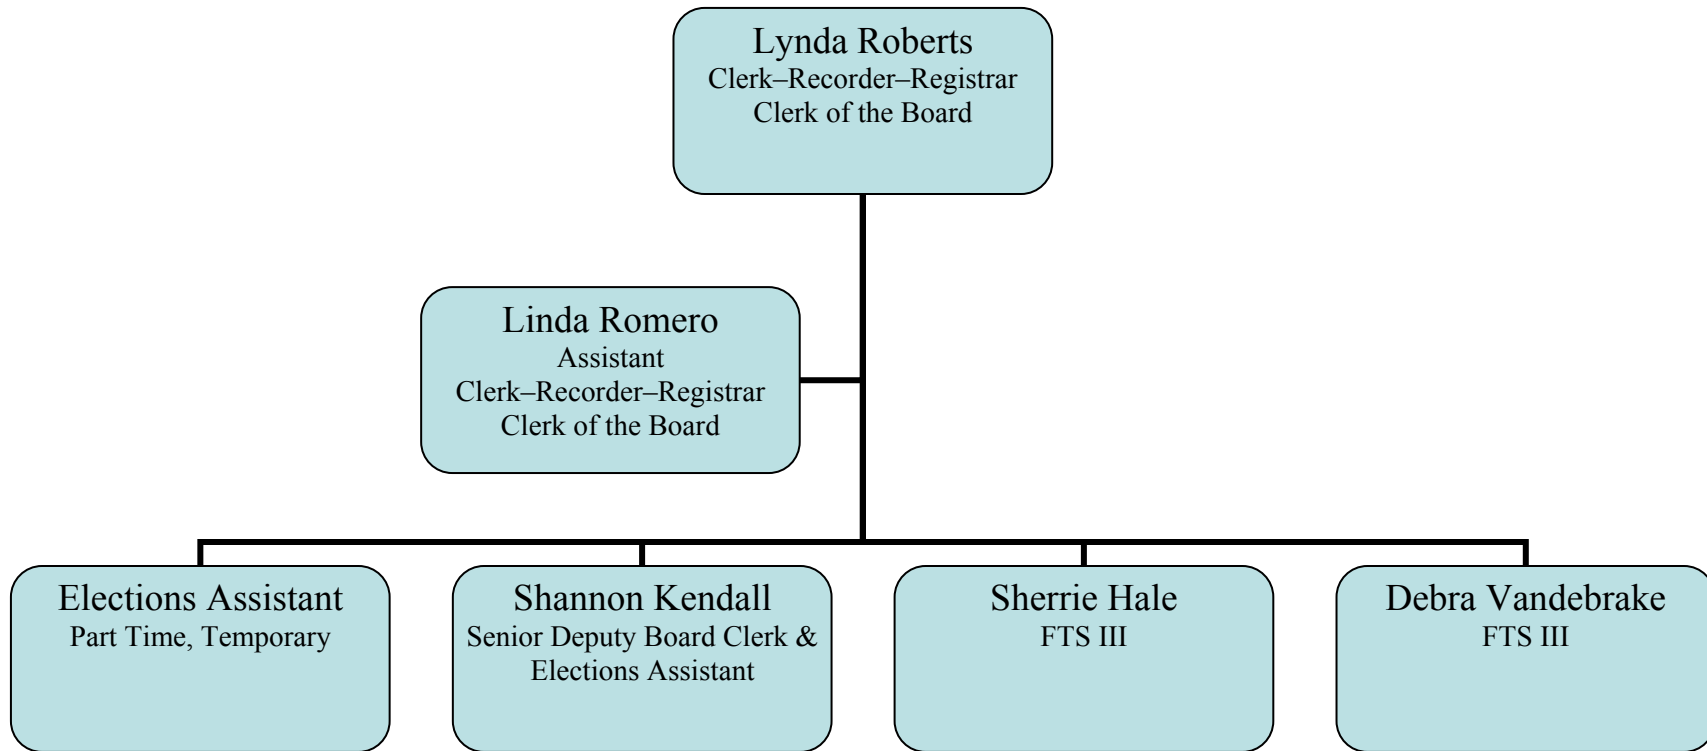 Lynda Roberts
Clerk–Recorder–Registrar
Clerk of the Board
Linda Romero
Assistant
Clerk–Recorder–Registrar
Clerk of the Board
Elections Assistant
Part Time, Temporary
Shannon Kendall
Senior Deputy Board Clerk &
Elections Assistant
Sherrie Hale
FTS III
Debra Vandebrake
FTS III